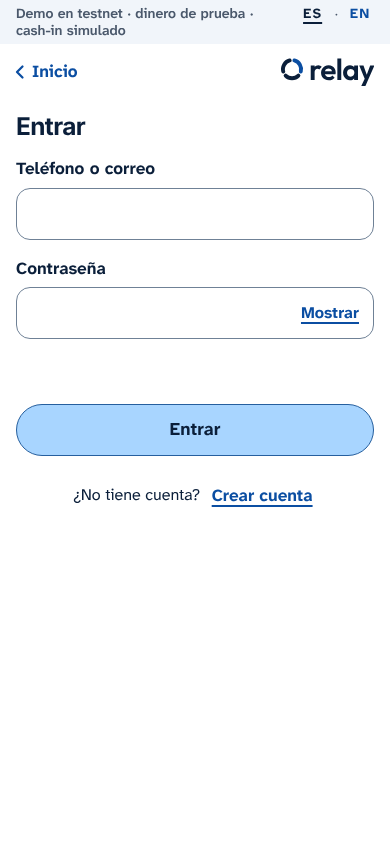 Demo en testnet · dinero de prueba ·
cash-in simulado
ES · EN
Inicio
relay
Entrar
Teléfono o correo
Contraseña
Mostrar
Entrar
¿No tiene cuenta? Crear cuenta